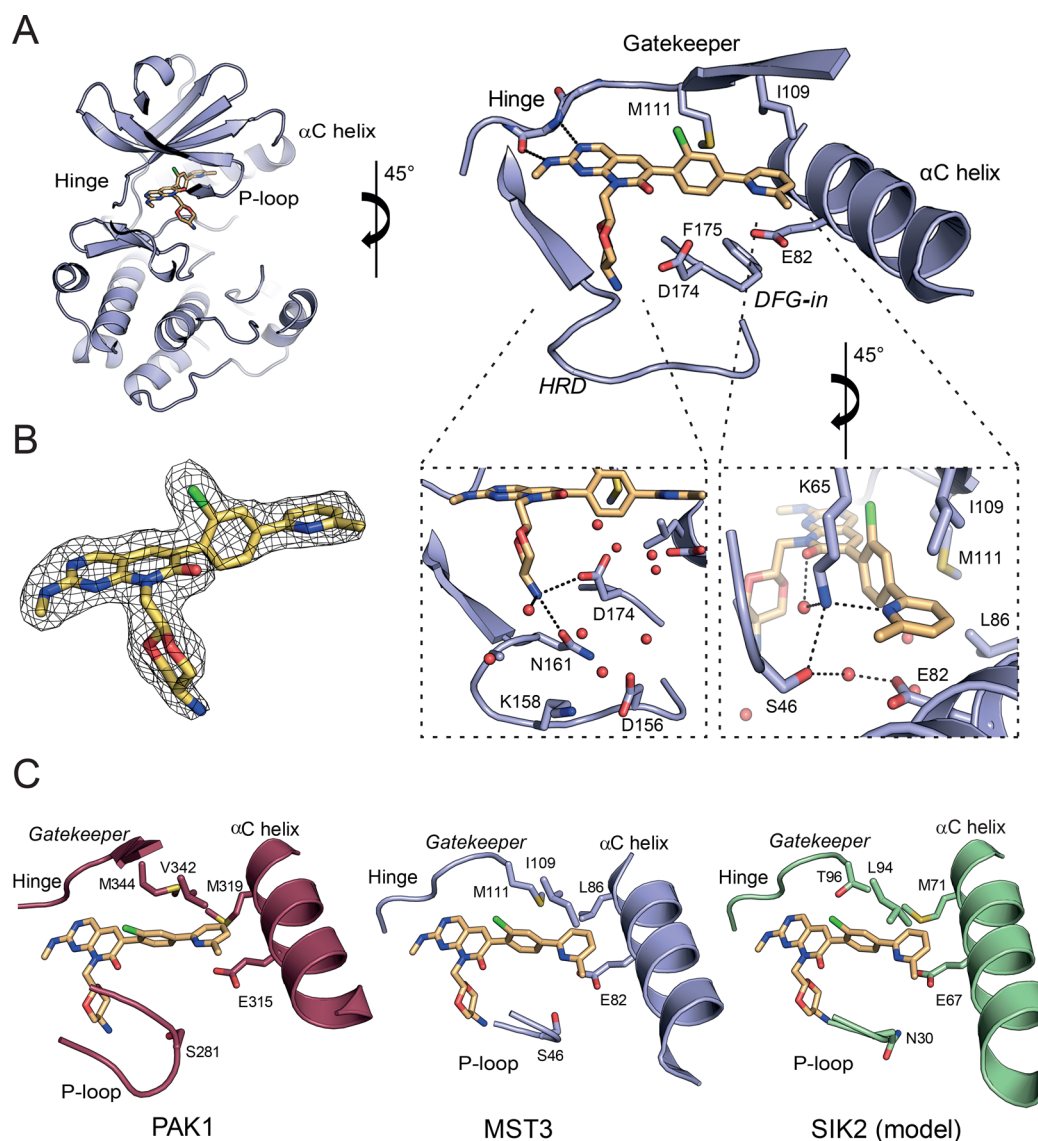 A
Gatekeeper
Hinge
M111
I109
αC helix
45°
Hinge
P-loop
αC helix
F175
E82
D174
DFG-in
HRD
45°
B
K65
I109
M111
L86
E82
S46
D174
N161
K158
D156
C
Gatekeeper
αC helix
Hinge
V342
M344
M319
E315
S281
P-loop
PAK1
Gatekeeper
αC helix
Hinge
I109
M111
L86
E82
S46
P-loop
MST3
Gatekeeper
αC helix
Hinge
T96
L94
M71
E67
N30
P-loop
SIK2 (model)